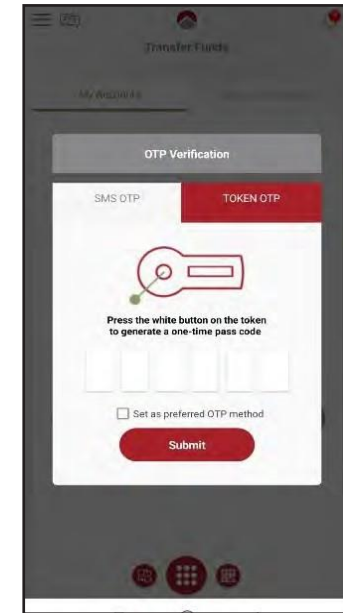 Transfer Funds
My Accounts
OTP Verification
SMS OTP
TOKEN OTP
Press the white button on the token
to generate a one-time pass code
Set as preferred OTP method
Submit